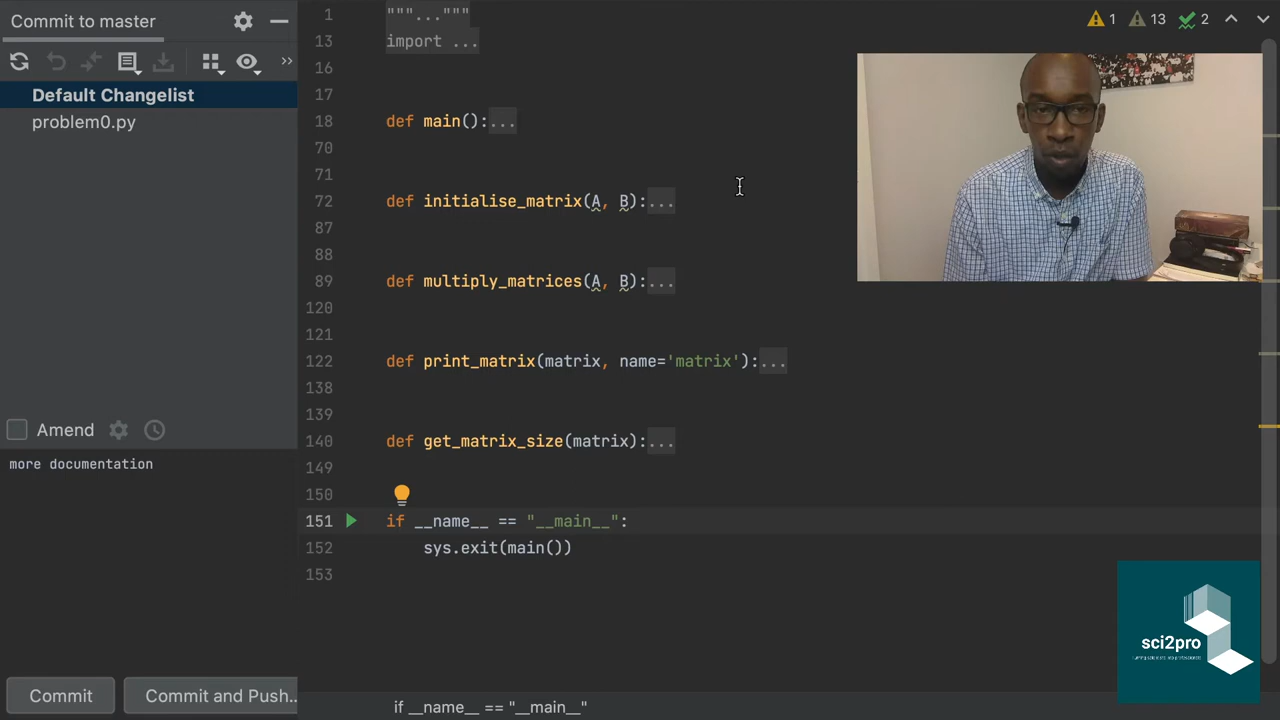 Commit to master
Default Changelist
problem0.py
Amend
more documentation
Commit
Commit and Push..
1 """..."""
13 import ...
16
17
18 def main():...
70
71
72 def initialise_matrix(A, B):...
87
88
89 def multiply_matrices(A, B):...
120
121
122 def print_matrix(matrix, name='matrix'):...
138
139
140 def get_matrix_size(matrix):...
149
150
151 if __name__ == "__main__":
152 sys.exit(main())
153
if __name__ == "__main__"
1 13 2
sci2pro